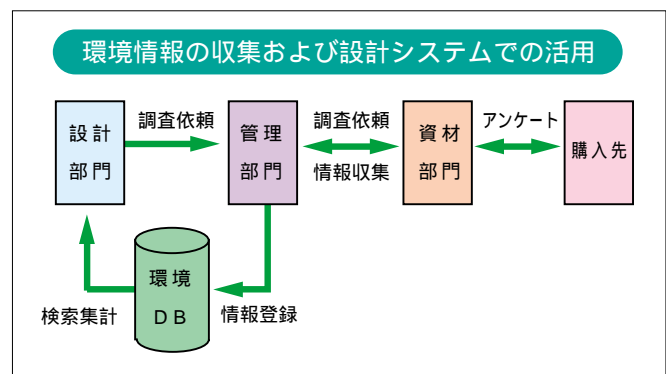 環境情報の収集および設計システムでの活用
設計
部門
調査依頼
管理
部門
調査依頼
情報収集
資材
部門
アンケート
購入先
環境
DB
検索集計
情報登録